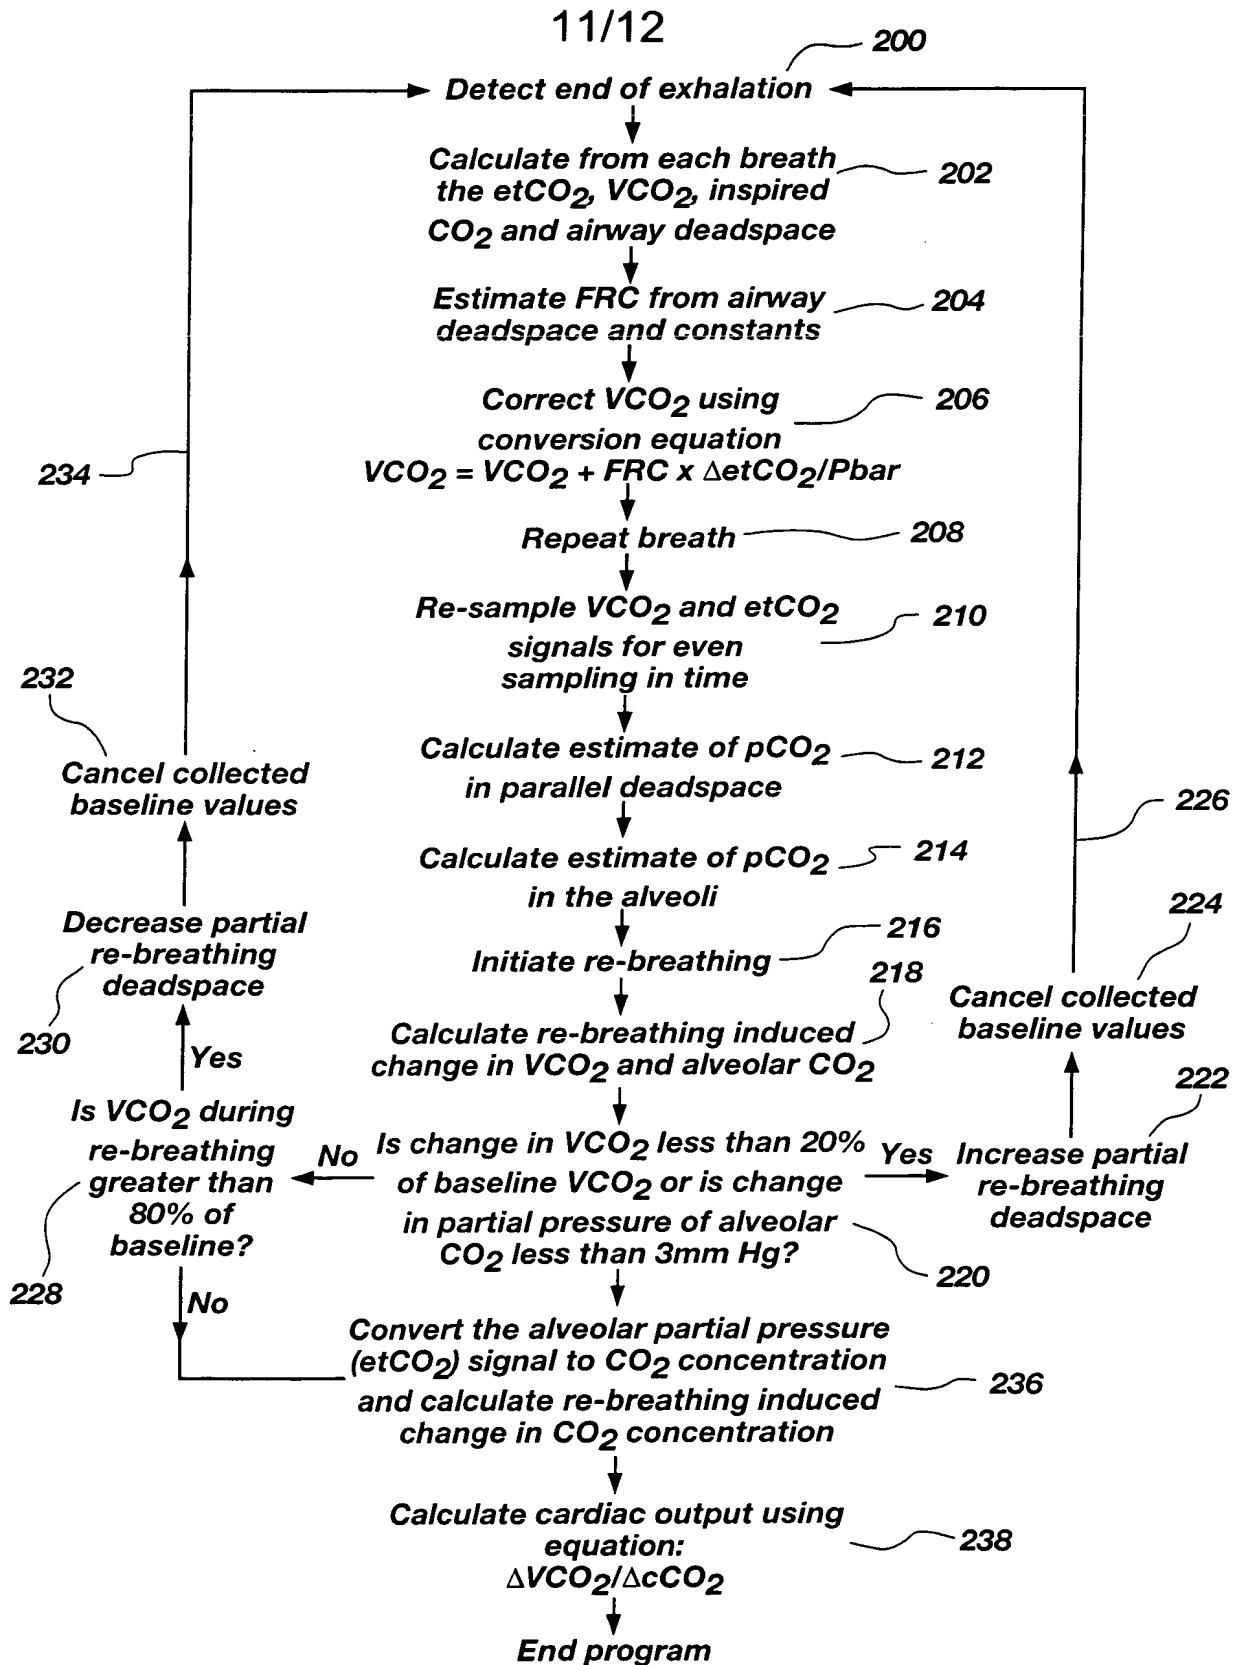 11/12
200
Detect end of exhalation
Calculate from each breath
the etCO2, VCO2, inspired
CO2 and airway deadspace
202
Estimate FRC from airway
deadspace and constants
204
Correct VCO2 using
conversion equation
VCO2 = VCO2 + FRC x ΔetCO2/Pbar
206
234
Repeat breath
208
Re-sample VCO2 and etCO2
signals for even
sampling in time
210
232
Cancel collected
baseline values
Calculate estimate of pCO2
in parallel deadspace
212
226
Calculate estimate of pCO2
in the alveoli
214
Decrease partial
re-breathing
deadspace
230
Initiate re-breathing
216
224
Cancel collected
baseline values
218
Calculate re-breathing induced
change in VCO2 and alveolar CO2
Yes
222
Is VCO2 during
re-breathing
greater than
80% of
baseline?
228
No
Is change in VCO2 less than 20%
of baseline VCO2 or is change
in partial pressure of alveolar
CO2 less than 3mm Hg?
220
Yes
Increase partial
re-breathing
deadspace
No
Convert the alveolar partial pressure
(etCO2) signal to CO2 concentration
and calculate re-breathing induced
change in CO2 concentration
236
Calculate cardiac output using
equation:
ΔVCO2/ΔcCO2
238
End program